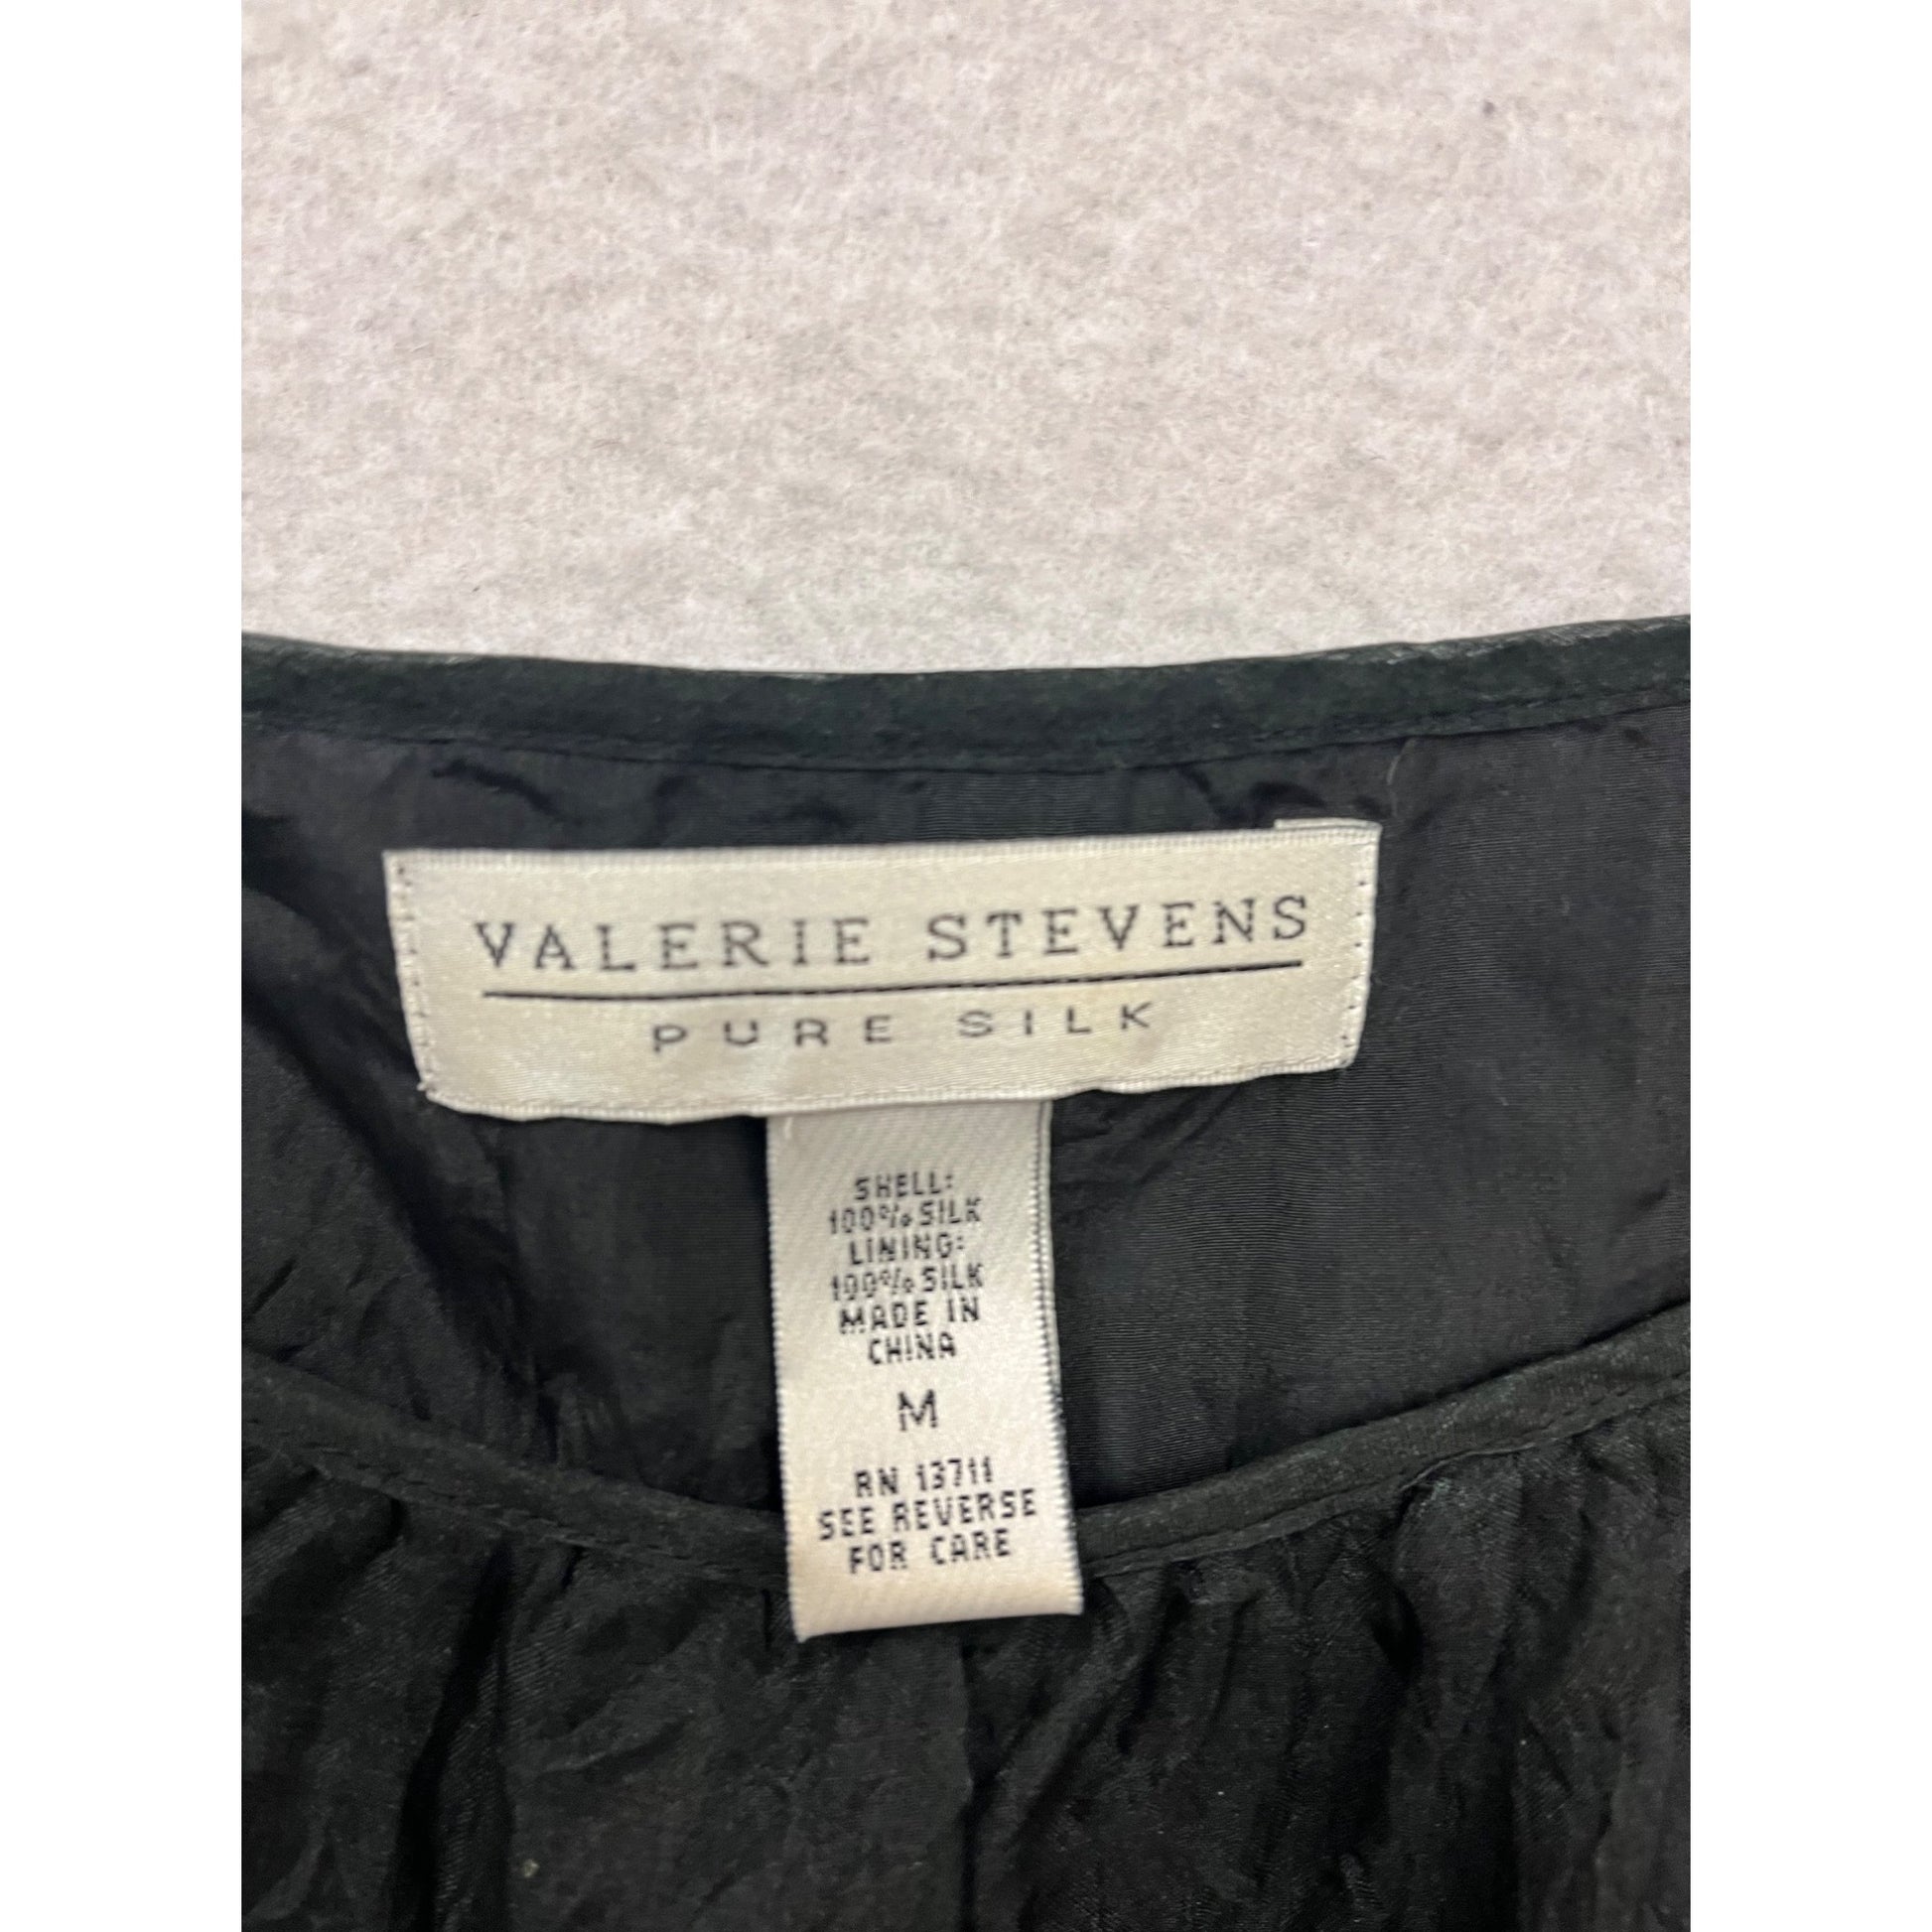 VALERIE STEVENS
PURE SILK
SHELL:
100% SILK
LINING:
100% SILK
MADE IN
CHINA
M
RN 13711
SEE REVERSE
FOR CARE